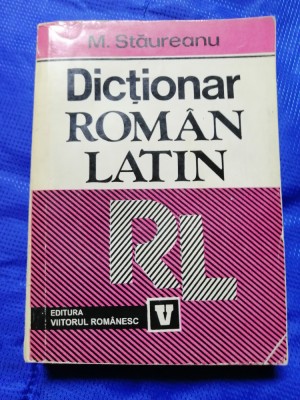 M. Stăureanu
Dicționar
ROMÂN
LATIN
RL
EDITURA
VIITORUL ROMÂNESC
V